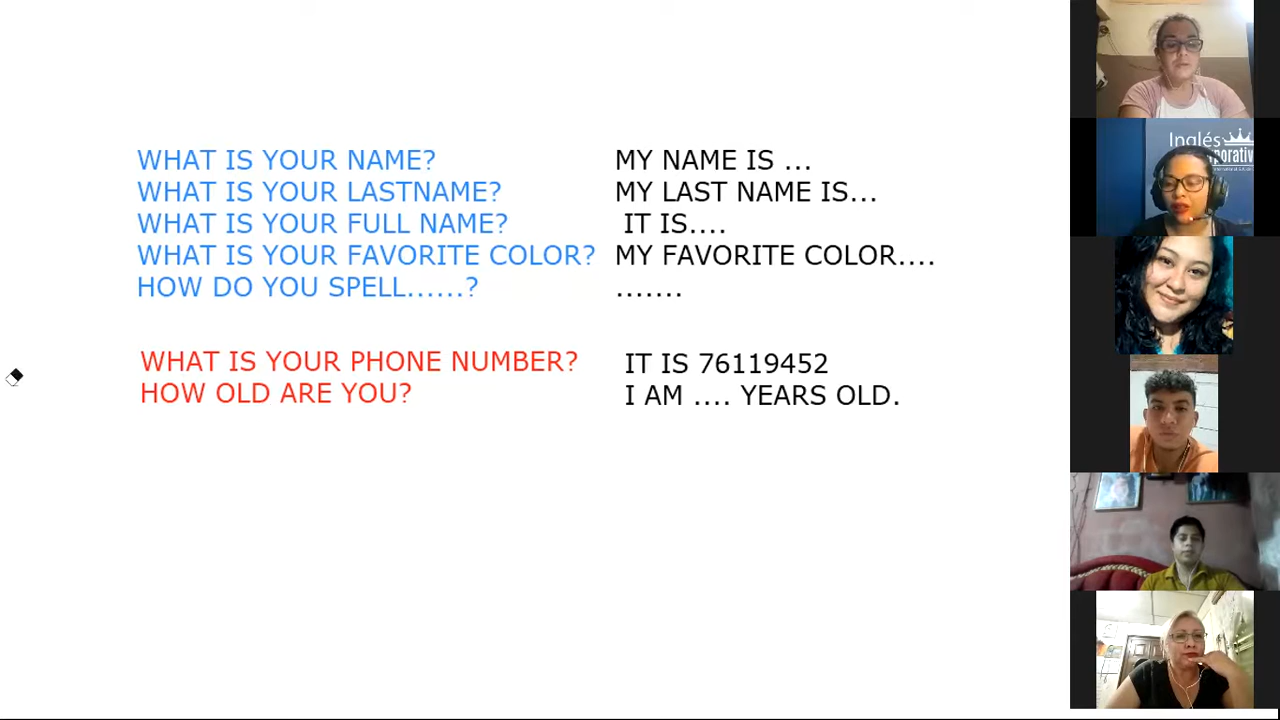 WHAT IS YOUR NAME? MY NAME IS ...
WHAT IS YOUR LASTNAME? MY LAST NAME IS...
WHAT IS YOUR FULL NAME? IT IS....
WHAT IS YOUR FAVORITE COLOR? MY FAVORITE COLOR....
HOW DO YOU SPELL......? .......
WHAT IS YOUR PHONE NUMBER? IT IS 76119452
HOW OLD ARE YOU? I AM .... YEARS OLD.
Inglés